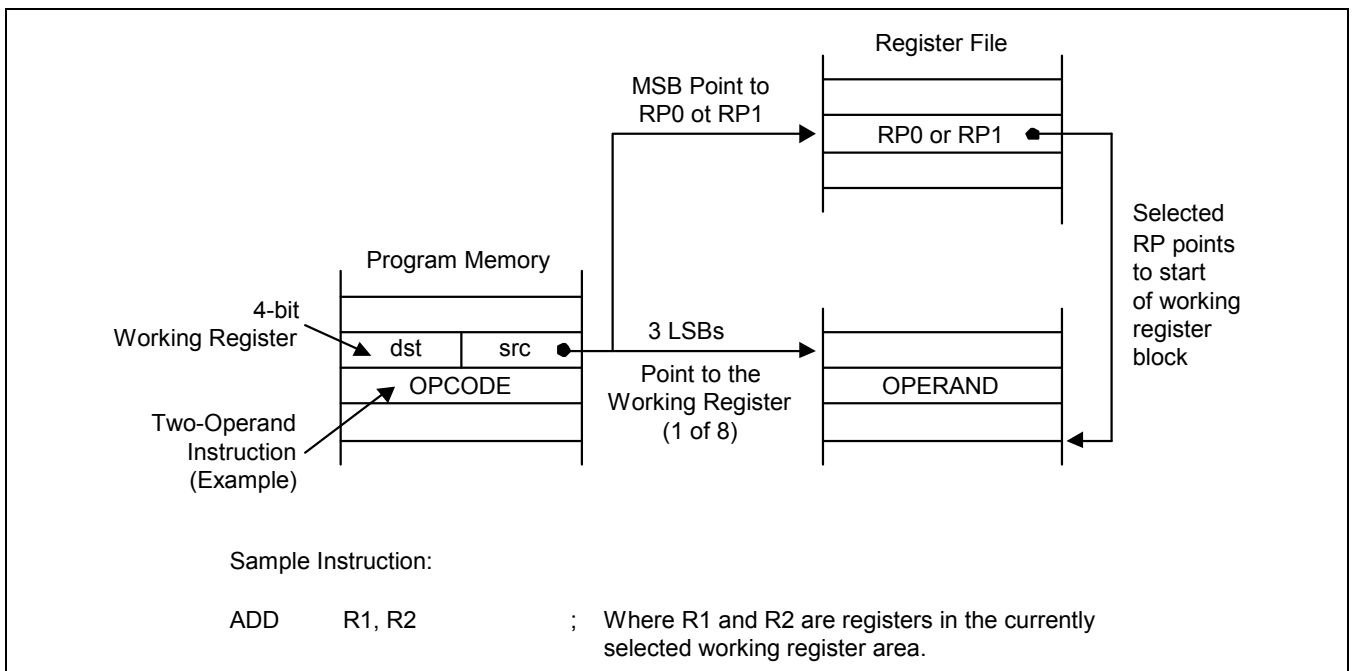 Register File
MSB Point to
RP0 ot RP1
RP0 or RP1
Selected
RP points
to start
of working
register
block
Program Memory
4-bit
Working Register
dst src
3 LSBs
OPCODE
Point to the
Working Register
(1 of 8)
OPERAND
Two-Operand
Instruction
(Example)
Sample Instruction:
ADD R1, R2 ; Where R1 and R2 are registers in the currently
selected working register area.